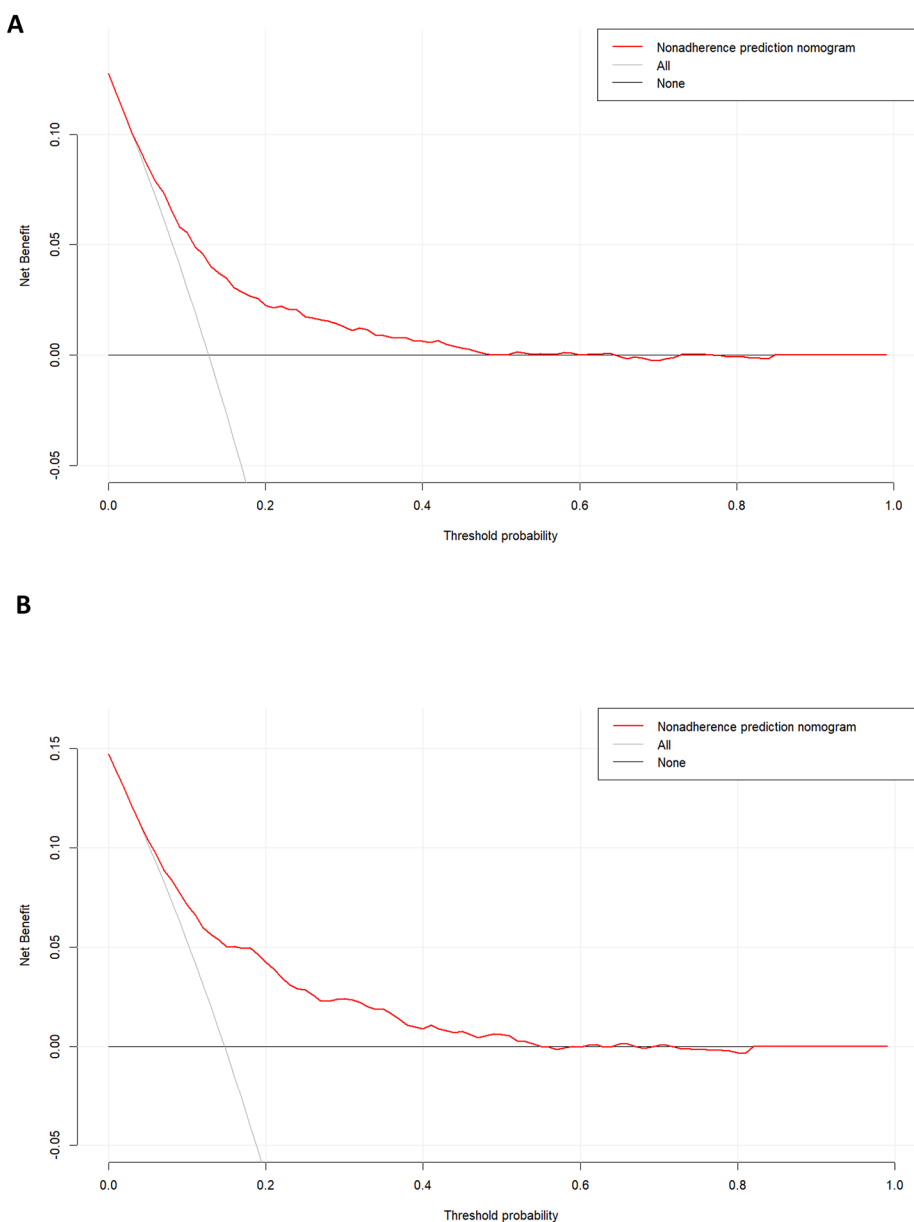 A
Nonadherence prediction nomogram
All
None
Net Benefit
0.10
0.05
0.00
-0.05
0.0 0.2 0.4 0.6 0.8 1.0
Threshold probability
B
Nonadherence prediction nomogram
All
None
Net Benefit
0.15
0.10
0.05
0.00
-0.05
0.0 0.2 0.4 0.6 0.8 1.0
Threshold probability